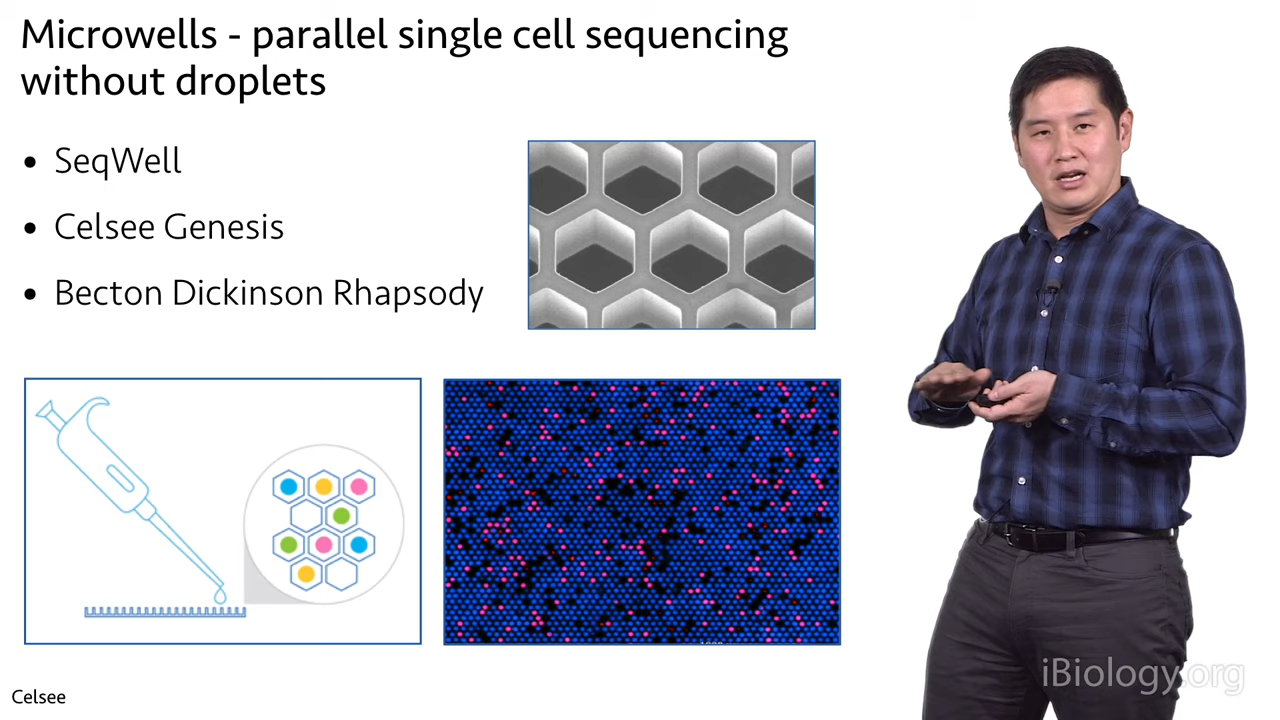 Microwells - parallel single cell sequencing
without droplets
• SeqWell
• Celsee Genesis
• Becton Dickinson Rhapsody
Celsee
iBiology.org